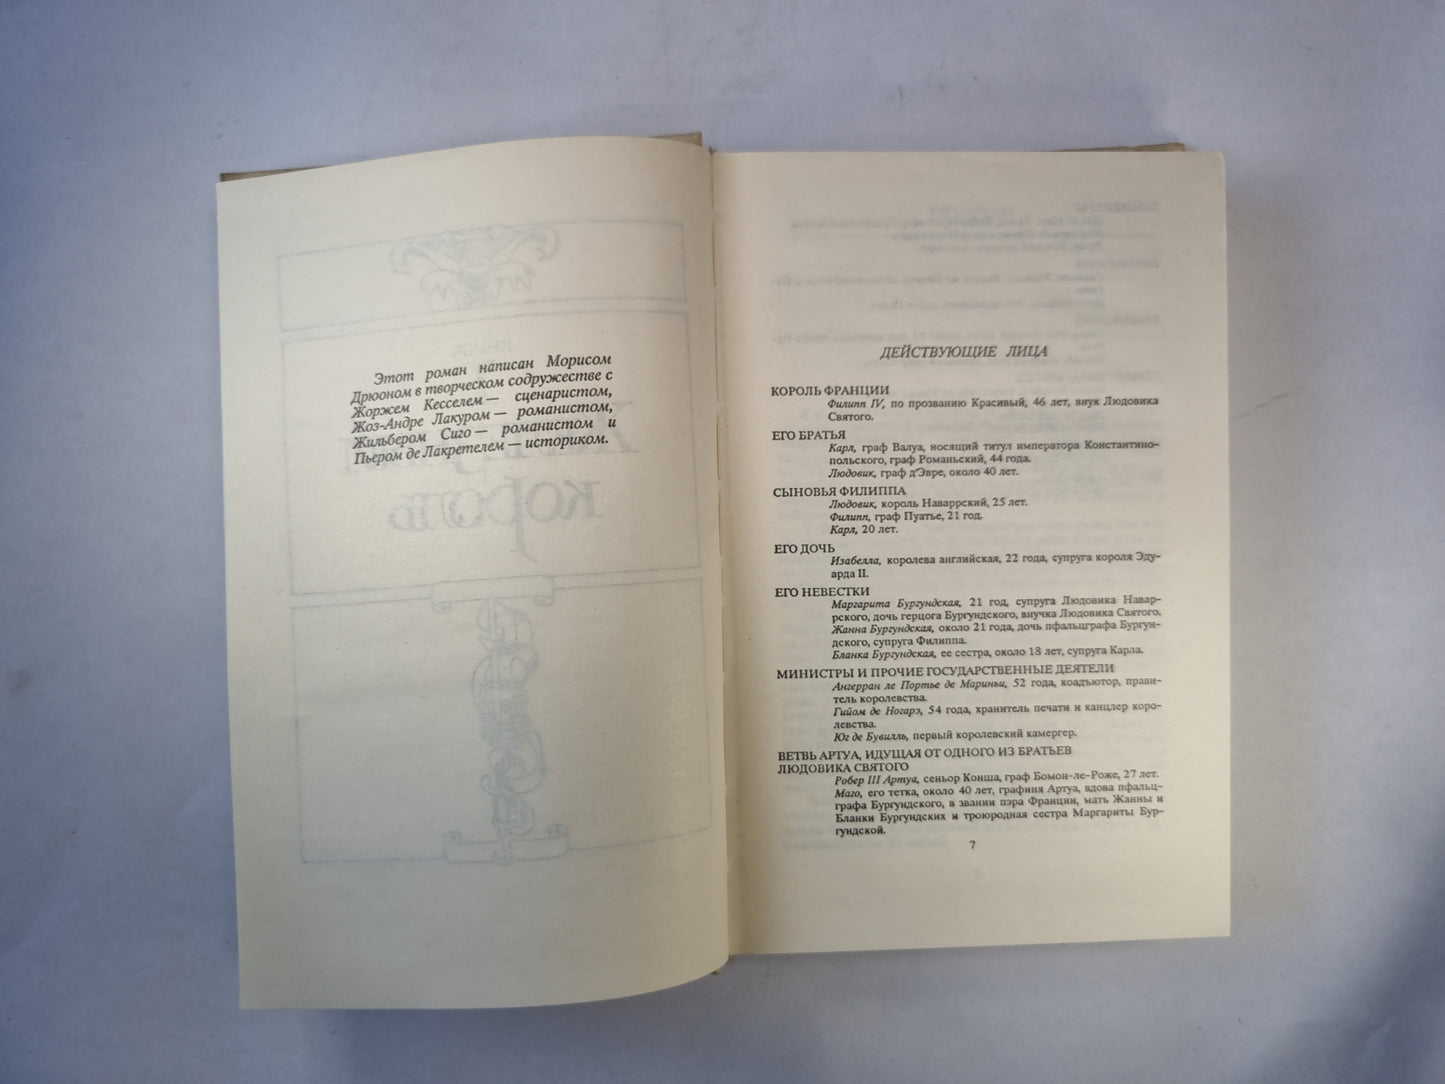 Этот роман написан Морисом
Дрюоном в творческом содружестве с
Жоржем Кесселем — сценаристом,
Жоз-Андре Лакуром — романистом,
Жильбером Сиго — романистом и
Пьером де Лакретелем — историком.
ДЕЙСТВУЮЩИЕ ЛИЦА
КОРОЛЬ ФРАНЦИИ
Филипп IV, по прозванию Красивый, 46 лет, внук Людовика
Святого.
ЕГО БРАТЬЯ
Карл, граф Валуа, носящий титул императора Константино-
польского, граф Романьский, 44 года.
Людовик, граф д'Эвре, около 40 лет.
СЫНОВЬЯ ФИЛИППА
Людовик, король Наваррский, 25 лет.
Филипп, граф Пуатье, 21 год.
Карл, 20 лет.
ЕГО ДОЧЬ
Изабелла, королева английская, 22 года, супруга короля Эду-
арда II.
ЕГО НЕВЕСТКИ
Маргарита Бургундская, 21 год, супруга Людовика Навар-
рского, дочь герцога Бургундского, внучка Людовика Святого.
Жанна Бургундская, около 21 года, дочь пфальцграфа Бургун-
дского, супруга Филиппа.
Бланка Бургундская, ее сестра, около 18 лет, супруга Карла.
МИНИСТРЫ И ПРОЧИЕ ГОСУДАРСТВЕННЫЕ ДЕЯТЕЛИ
Ангерран ле Портье де Мариньи, 52 года, коадъютор, прави-
тель королевства.
Гийом де Ногарэ, 54 года, хранитель печати и канцлер коро-
левства.
Юг де Бувилль, первый королевский камергер.
ВЕТВЬ АРТУА, ИДУЩАЯ ОТ ОДНОГО ИЗ БРАТЬЕВ
ЛЮДОВИКА СВЯТОГО
Робер III Артуа, сеньор Конша, граф Бомон-ле-Роже, 27 лет.
Маго, его тетка, около 40 лет, графиня Артуа, вдова пфальц-
графа Бургундского, в звании пэра Франции, мать Жанны и
Бланки Бургундских и троюродная сестра Маргариты Бур-
гундской.
7